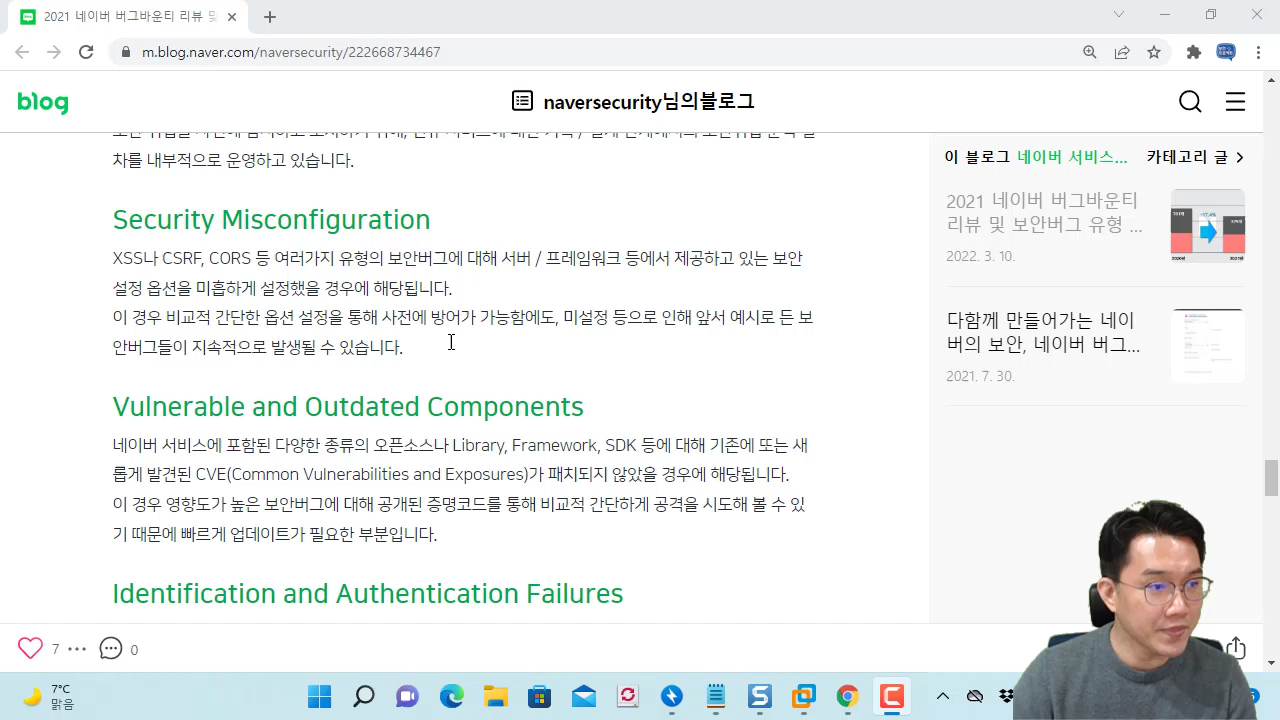 2021 네이버 버그바운티 리뷰 및
m.blog.naver.com/naversecurity/222668734467
blog
naversecurity님의블로그
차를 내부적으로 운영하고 있습니다.
Security Misconfiguration
XSS나 CSRF, CORS 등 여러가지 유형의 보안버그에 대해 서버 / 프레임워크 등에서 제공하고 있는 보안
설정 옵션을 미흡하게 설정했을 경우에 해당됩니다.
이 경우 비교적 간단한 옵션 설정을 통해 사전에 방어가 가능함에도, 미설정 등으로 인해 앞서 예시로 든 보
안버그들이 지속적으로 발생될 수 있습니다.
Vulnerable and Outdated Components
네이버 서비스에 포함된 다양한 종류의 오픈소스나 Library, Framework, SDK 등에 대해 기존에 또는 새
롭게 발견된 CVE(Common Vulnerabilities and Exposures)가 패치되지 않았을 경우에 해당됩니다.
이 경우 영향도가 높은 보안버그에 대해 공개된 증명코드를 통해 비교적 간단하게 공격을 시도해 볼 수 있
기 때문에 빠르게 업데이트가 필요한 부분입니다.
Identification and Authentication Failures
이 블로그 네이버 서비스... 카테고리 글
2021 네이버 버그바운티
리뷰 및 보안버그 유형 ...
2022. 3. 10.
다함께 만들어가는 네이
버의 보안, 네이버 버그...
2021. 7. 30.
7
0
7°C
맑음